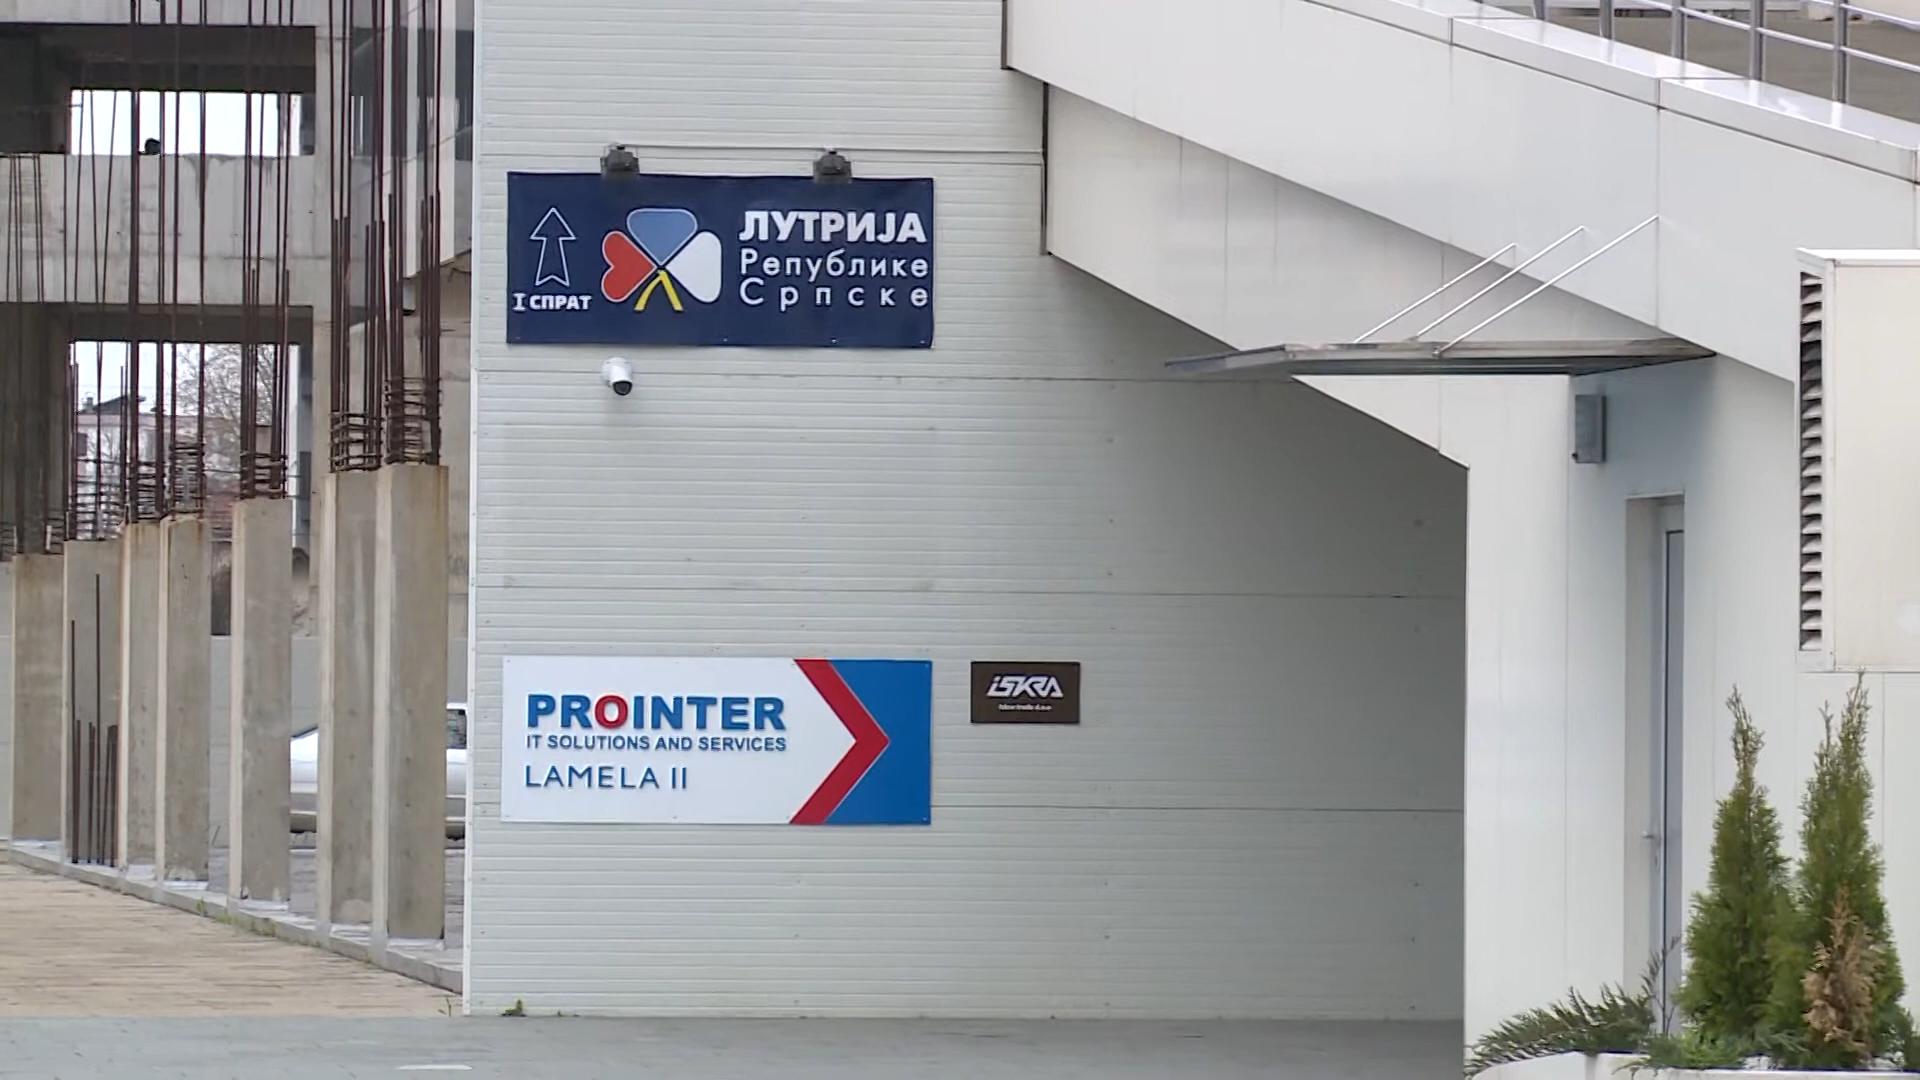 ЛУТРИЈА
Републике
Српске
I СПРАТ
PROINTER
IT SOLUTIONS AND SERVICES
LAMELA II
iSKRA